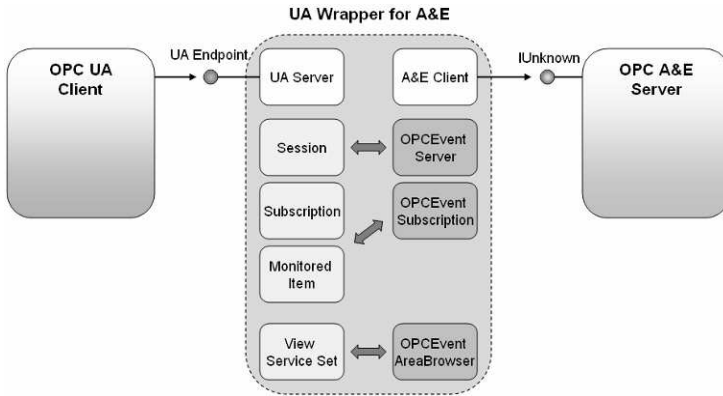 UA Wrapper for A&E
OPC UA
Client
UA Endpoint
UA Server
A&E Client
IUnknown
OPC A&E
Server
Session
OPCEvent
Server
Subscription
OPCEvent
Subscription
Monitored
Item
View
Service Set
OPCEvent
AreaBrowser